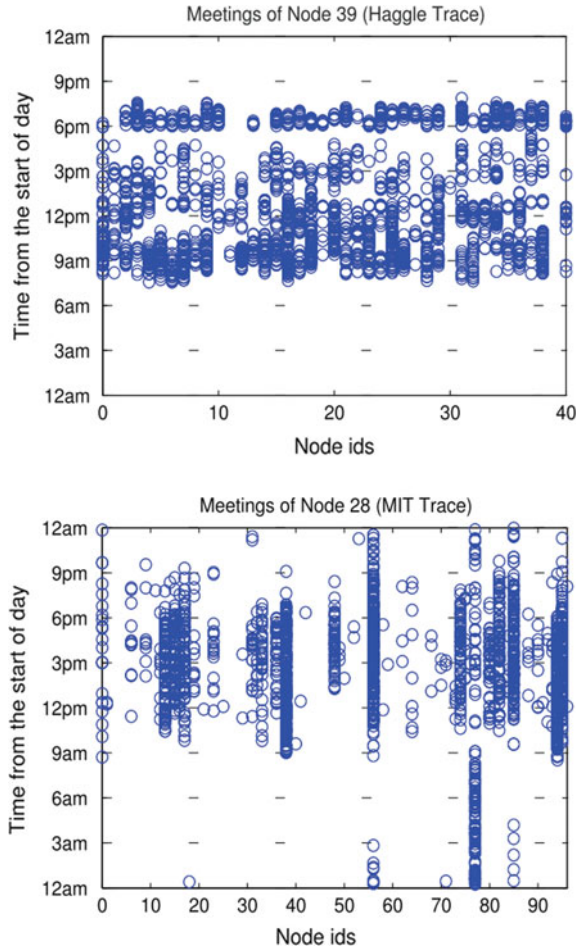 Meetings of Node 39 (Haggle Trace)
12am
9pm
6pm
3pm
12pm
9am
6am
3am
12am
Time from the start of day
0 10 20 30 40
Node ids
Meetings of Node 28 (MIT Trace)
12am
9pm
6pm
3pm
12pm
9am
6am
3am
12am
Time from the start of day
0 10 20 30 40 50 60 70 80 90
Node ids